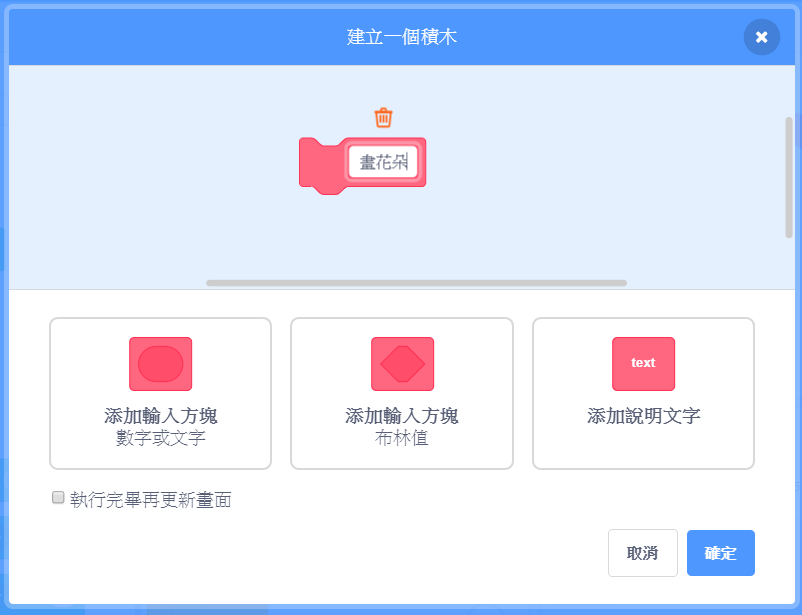 建立一個積木
畫花朵
text
添加輸入方塊
數字或文字
添加輸入方塊
布林值
添加說明文字
執行完畢再更新畫面
取消
確定